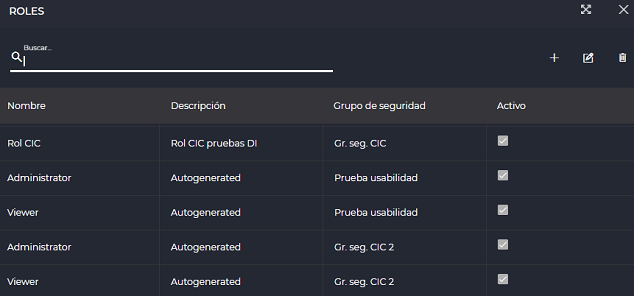 ROLES
Buscar...
Nombre Descripción Grupo de seguridad Activo
Rol CIC Rol CIC pruebas DI Gr. seg. CIC
Administrator Autogenerated Prueba usabilidad
Viewer Autogenerated Prueba usabilidad
Administrator Autogenerated Gr. seg. CIC 2
Viewer Autogenerated Gr. seg. CIC 2